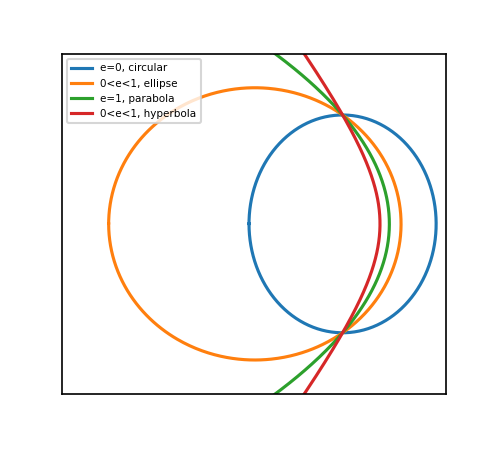 e=0, circular
0<e<1, ellipse
e=1, parabola
0<e<1, hyperbola